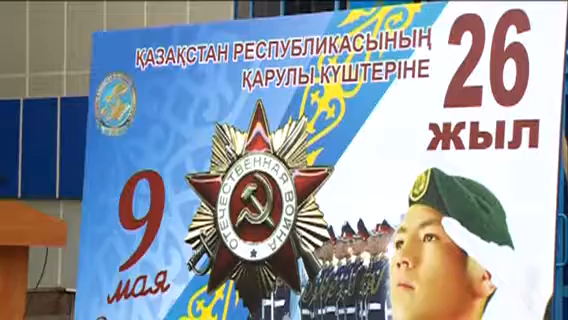 ҚАЗАҚСТАН РЕСПУБЛИКАСЫНЫҢ
ҚАРУЛЫ КҮШТЕРІНЕ
26
ЖЫЛ
9
мая
ОТЕЧЕСТВЕННАЯ ВОЙНА